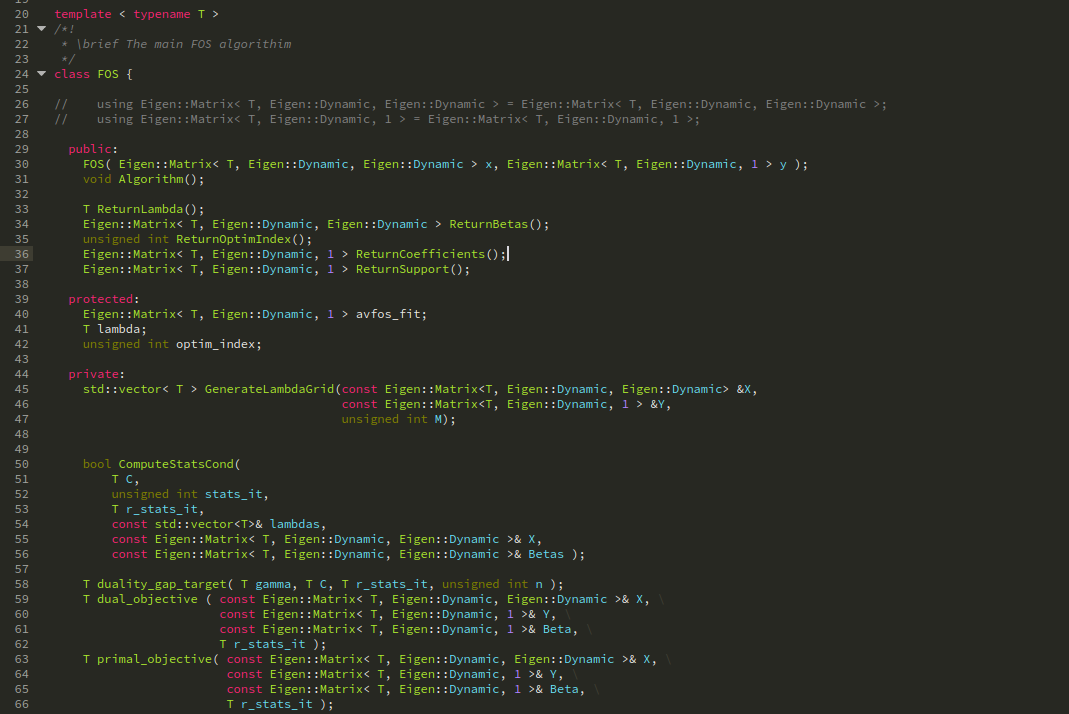 20 template < typename T >
21 /*!
22  * \brief The main FOS algorithim
23  */
24 class FOS {
25
26 //    using Eigen::Matrix< T, Eigen::Dynamic, Eigen::Dynamic > = Eigen::Matrix< T, Eigen::Dynamic, Eigen::Dynamic >;
27 //    using Eigen::Matrix< T, Eigen::Dynamic, 1 > = Eigen::Matrix< T, Eigen::Dynamic, 1 >;
28
29   public:
30     FOS( Eigen::Matrix< T, Eigen::Dynamic, Eigen::Dynamic > x, Eigen::Matrix< T, Eigen::Dynamic, 1 > y );
31     void Algorithm();
32
33     T ReturnLambda();
34     Eigen::Matrix< T, Eigen::Dynamic, Eigen::Dynamic > ReturnBetas();
35     unsigned int ReturnOptimIndex();
36     Eigen::Matrix< T, Eigen::Dynamic, 1 > ReturnCoefficients();
37     Eigen::Matrix< T, Eigen::Dynamic, 1 > ReturnSupport();
38
39   protected:
40     Eigen::Matrix< T, Eigen::Dynamic, 1 > avfos_fit;
41     T lambda;
42     unsigned int optim_index;
43
44   private:
45     std::vector< T > GenerateLambdaGrid(const Eigen::Matrix<T, Eigen::Dynamic, Eigen::Dynamic> &X,
46                                         const Eigen::Matrix<T, Eigen::Dynamic, 1 > &Y,
47                                         unsigned int M);
48
49
50     bool ComputeStatsCond(
51         T C,
52         unsigned int stats_it,
53         T r_stats_it,
54         const std::vector<T>& lambdas,
55         const Eigen::Matrix< T, Eigen::Dynamic, Eigen::Dynamic >& X,
56         const Eigen::Matrix< T, Eigen::Dynamic, Eigen::Dynamic >& Betas );
57
58     T duality_gap_target( T gamma, T C, T r_stats_it, unsigned int n );
59     T dual_objective ( const Eigen::Matrix< T, Eigen::Dynamic, Eigen::Dynamic >& X, \
60                        const Eigen::Matrix< T, Eigen::Dynamic, 1 >& Y, \
61                        const Eigen::Matrix< T, Eigen::Dynamic, 1 >& Beta, \
62                        T r_stats_it );
63     T primal_objective( const Eigen::Matrix< T, Eigen::Dynamic, Eigen::Dynamic >& X, \
64                         const Eigen::Matrix< T, Eigen::Dynamic, 1 >& Y, \
65                         const Eigen::Matrix< T, Eigen::Dynamic, 1 >& Beta, \
66                         T r_stats_it );